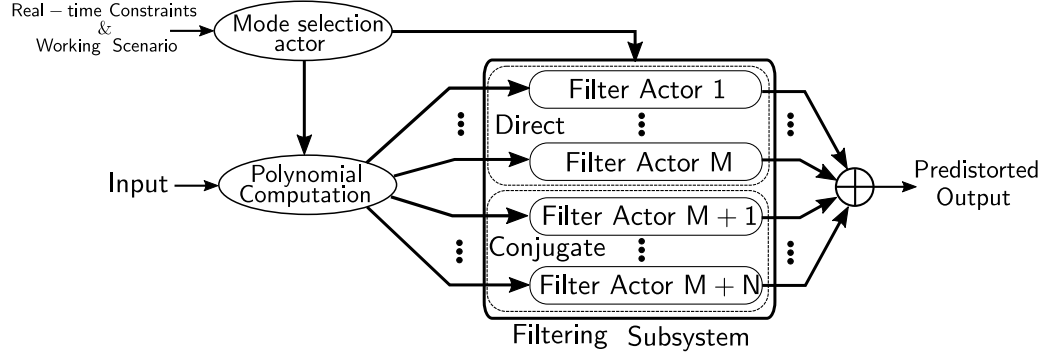 Real – time Constraints
&
Working Scenario
Mode selection
actor
Filter Actor 1
Direct
Filter Actor M
Input
Polynomial
Computation
Predistorted
Output
Filter Actor M + 1
Conjugate
Filter Actor M + N
Filtering Subsystem